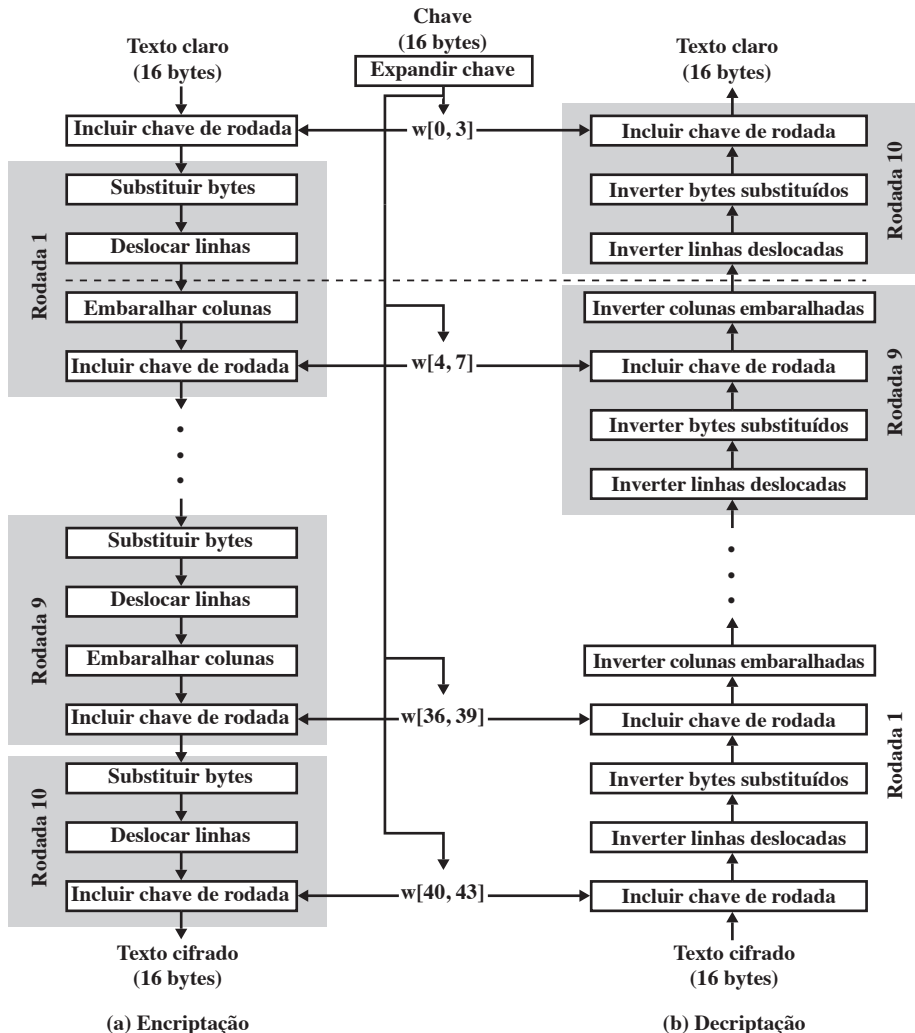 Chave
(16 bytes)
Expandir chave
Texto claro
(16 bytes)
Incluir chave de rodada
Rodada 1
Substituir bytes
Deslocar linhas
Embaralhar colunas
Incluir chave de rodada
Rodada 9
Substituir bytes
Deslocar linhas
Embaralhar colunas
Incluir chave de rodada
Rodada 10
Substituir bytes
Deslocar linhas
Incluir chave de rodada
Texto cifrado
(16 bytes)
(a) Encriptação
w[0, 3]
w[4, 7]
w[36, 39]
w[40, 43]
Texto claro
(16 bytes)
Incluir chave de rodada
Inverter bytes substituídos
Inverter linhas deslocadas
Rodada 10
Inverter colunas embaralhadas
Incluir chave de rodada
Inverter bytes substituídos
Inverter linhas deslocadas
Rodada 9
Inverter colunas embaralhadas
Incluir chave de rodada
Inverter bytes substituídos
Inverter linhas deslocadas
Rodada 1
Incluir chave de rodada
Texto cifrado
(16 bytes)
(b) Decriptação